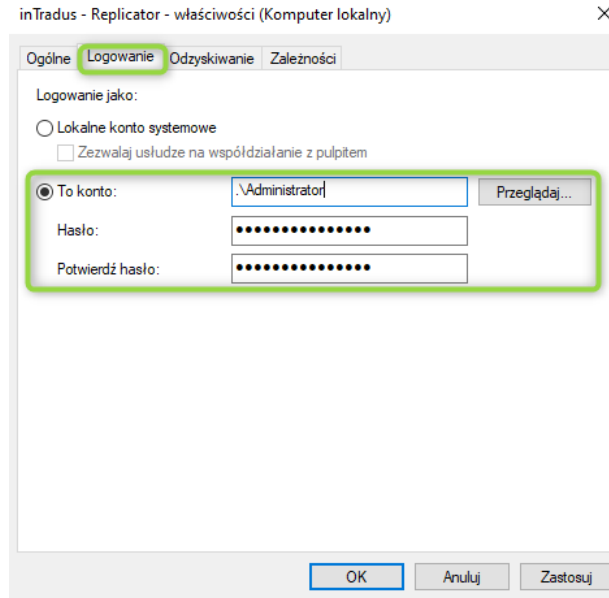 inTradus - Replicator - właściwości (Komputer lokalny)
Ogólne Logowanie Odzyskiwanie Zależności
Logowanie jako:
Lokalne konto systemowe
Zezwalaj usłudze na współdziałanie z pulpitem
To konto: .\Administrator Przeglądaj...
Hasło: •••••••••••••••
Potwierdź hasło: •••••••••••••••
OK Anuluj Zastosuj